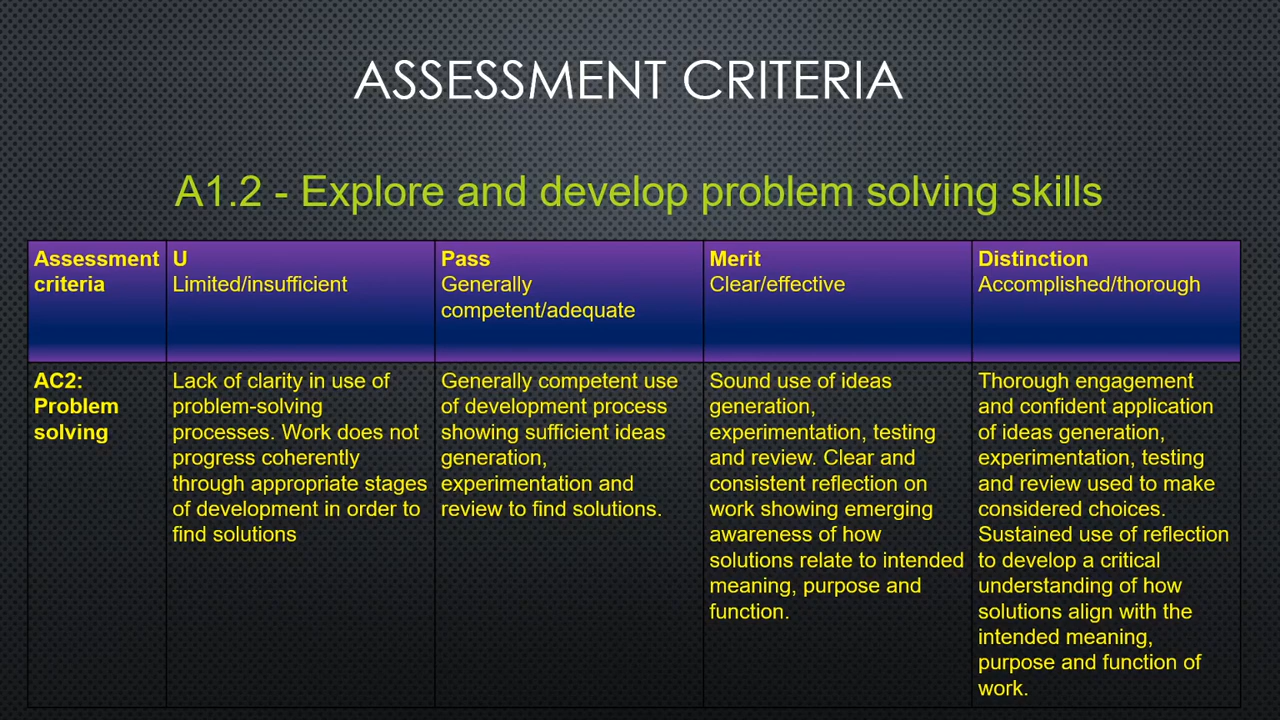 ASSESSMENT CRITERIA
A1.2 - Explore and develop problem solving skills
Assessment
criteria
U
Limited/insufficient
Pass
Generally
competent/adequate
Merit
Clear/effective
Distinction
Accomplished/thorough
AC2:
Problem
solving
Lack of clarity in use of
problem-solving
processes. Work does not
progress coherently
through appropriate stages
of development in order to
find solutions
Generally competent use
of development process
showing sufficient ideas
generation,
experimentation and
review to find solutions.
Sound use of ideas
generation,
experimentation, testing
and review. Clear and
consistent reflection on
work showing emerging
awareness of how
solutions relate to intended
meaning, purpose and
function.
Thorough engagement
and confident application
of ideas generation,
experimentation, testing
and review used to make
considered choices.
Sustained use of reflection
to develop a critical
understanding of how
solutions align with the
intended meaning,
purpose and function of
work.